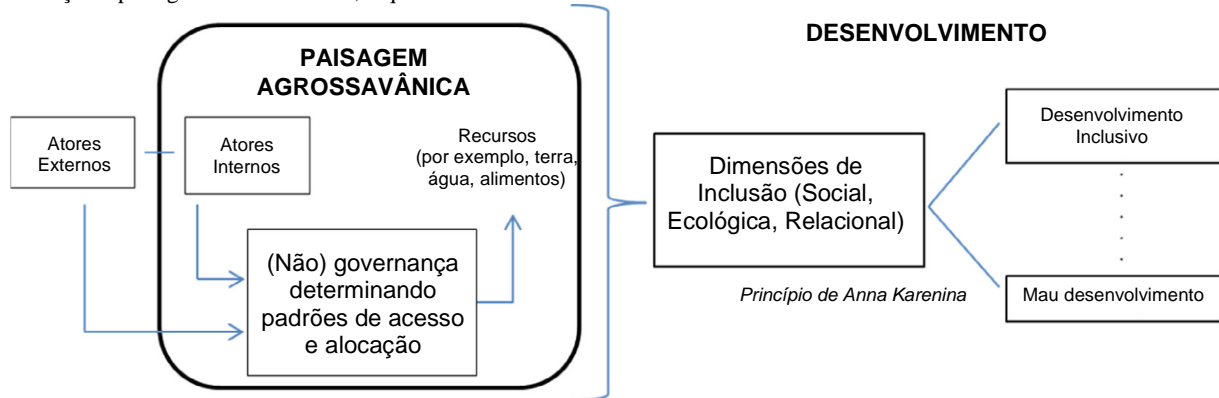 PAISAGEM
AGROSSAVÂNICA
Atores
Externos
Atores
Internos
Recursos
(por exemplo, terra,
água, alimentos)
(Não) governança
determinando
padrões de acesso
e alocação
DESENVOLVIMENTO
Dimensões de
Inclusão (Social,
Ecológica, Relacional)
Princípio de Anna Karenina
Desenvolvimento
Inclusivo
Mau desenvolvimento